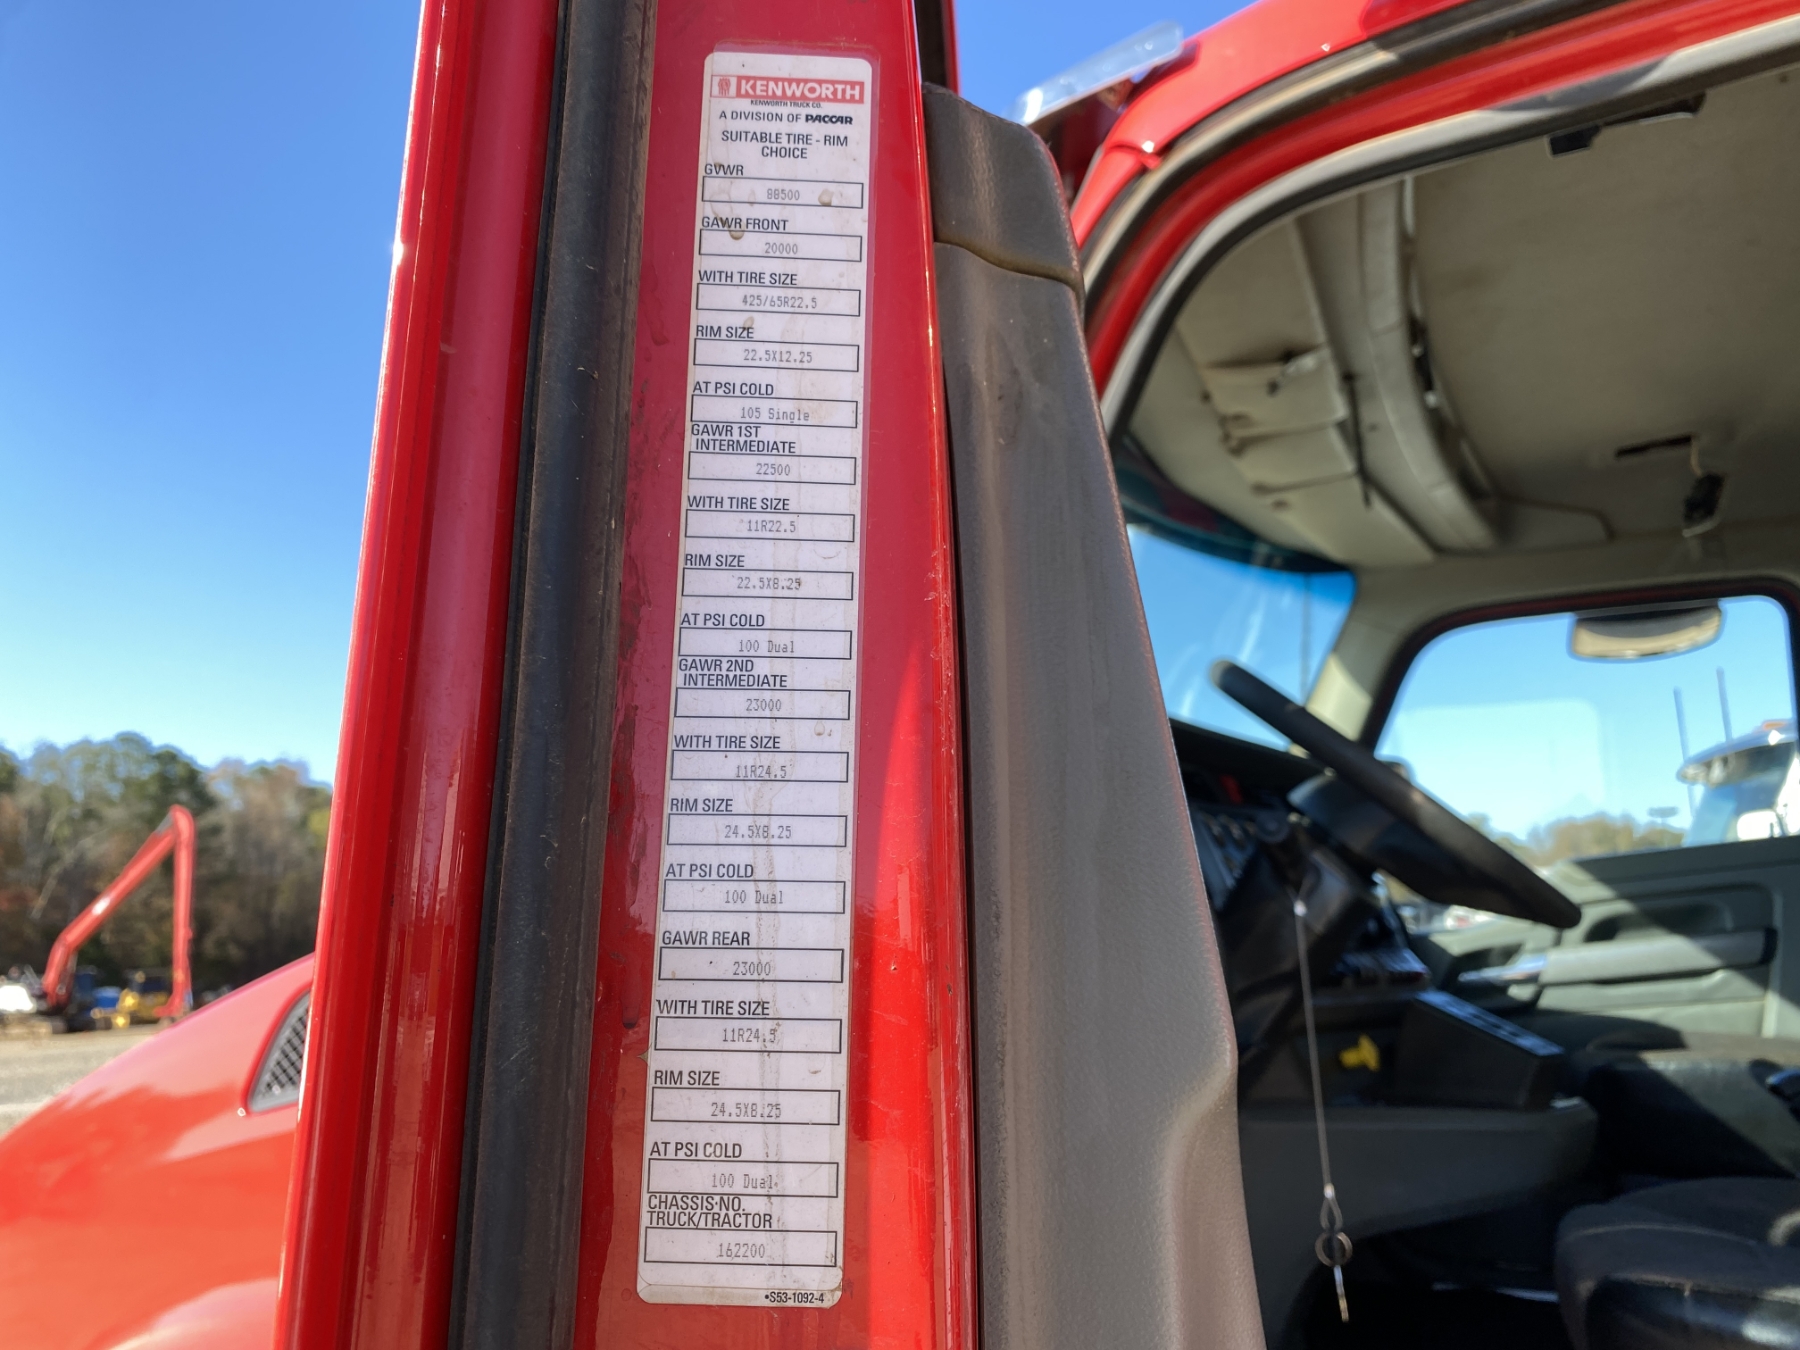 KENWORTH
KENWORTH TRUCK CO.
A DIVISION OF PACCAR
SUITABLE TIRE - RIM
CHOICE
GVWR
88500
GAWR FRONT
20000
WITH TIRE SIZE
425/65R22.5
RIM SIZE
22.5X12.25
AT PSI COLD
105 Single
GAWR 1ST
INTERMEDIATE
22500
WITH TIRE SIZE
11R22.5
RIM SIZE
22.5X8.25
AT PSI COLD
100 Dual
GAWR 2ND
INTERMEDIATE
23000
WITH TIRE SIZE
11R24.5
RIM SIZE
24.5X8.25
AT PSI COLD
100 Dual
GAWR REAR
23000
WITH TIRE SIZE
11R24.5
RIM SIZE
24.5X8.25
AT PSI COLD
100 Dual
CHASSIS NO.
TRUCK/TRACTOR
162200
•S53-1092-4